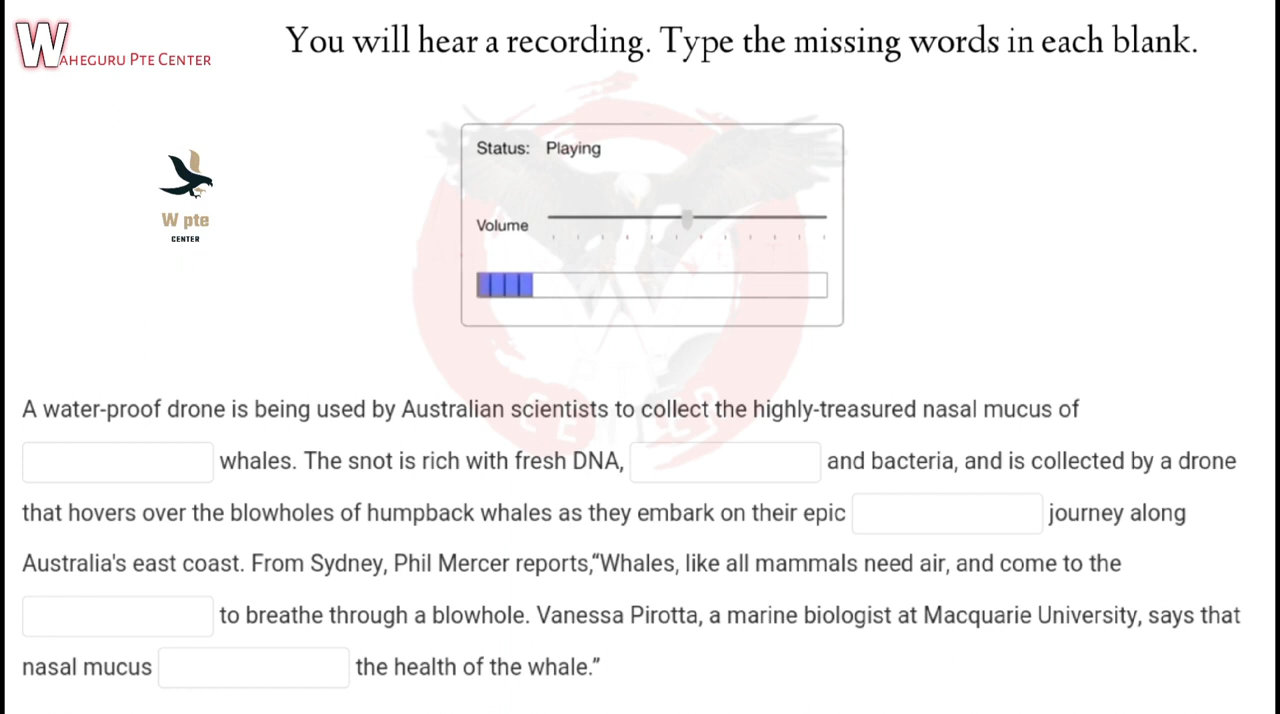 WAHEGURU PTE CENTER
You will hear a recording. Type the missing words in each blank.
W pte
CENTER
Status: Playing
Volume
A water-proof drone is being used by Australian scientists to collect the highly-treasured nasal mucus of
whales. The snot is rich with fresh DNA, and bacteria, and is collected by a drone
that hovers over the blowholes of humpback whales as they embark on their epic journey along
Australia's east coast. From Sydney, Phil Mercer reports,“Whales, like all mammals need air, and come to the
to breathe through a blowhole. Vanessa Pirotta, a marine biologist at Macquarie University, says that
nasal mucus the health of the whale.”